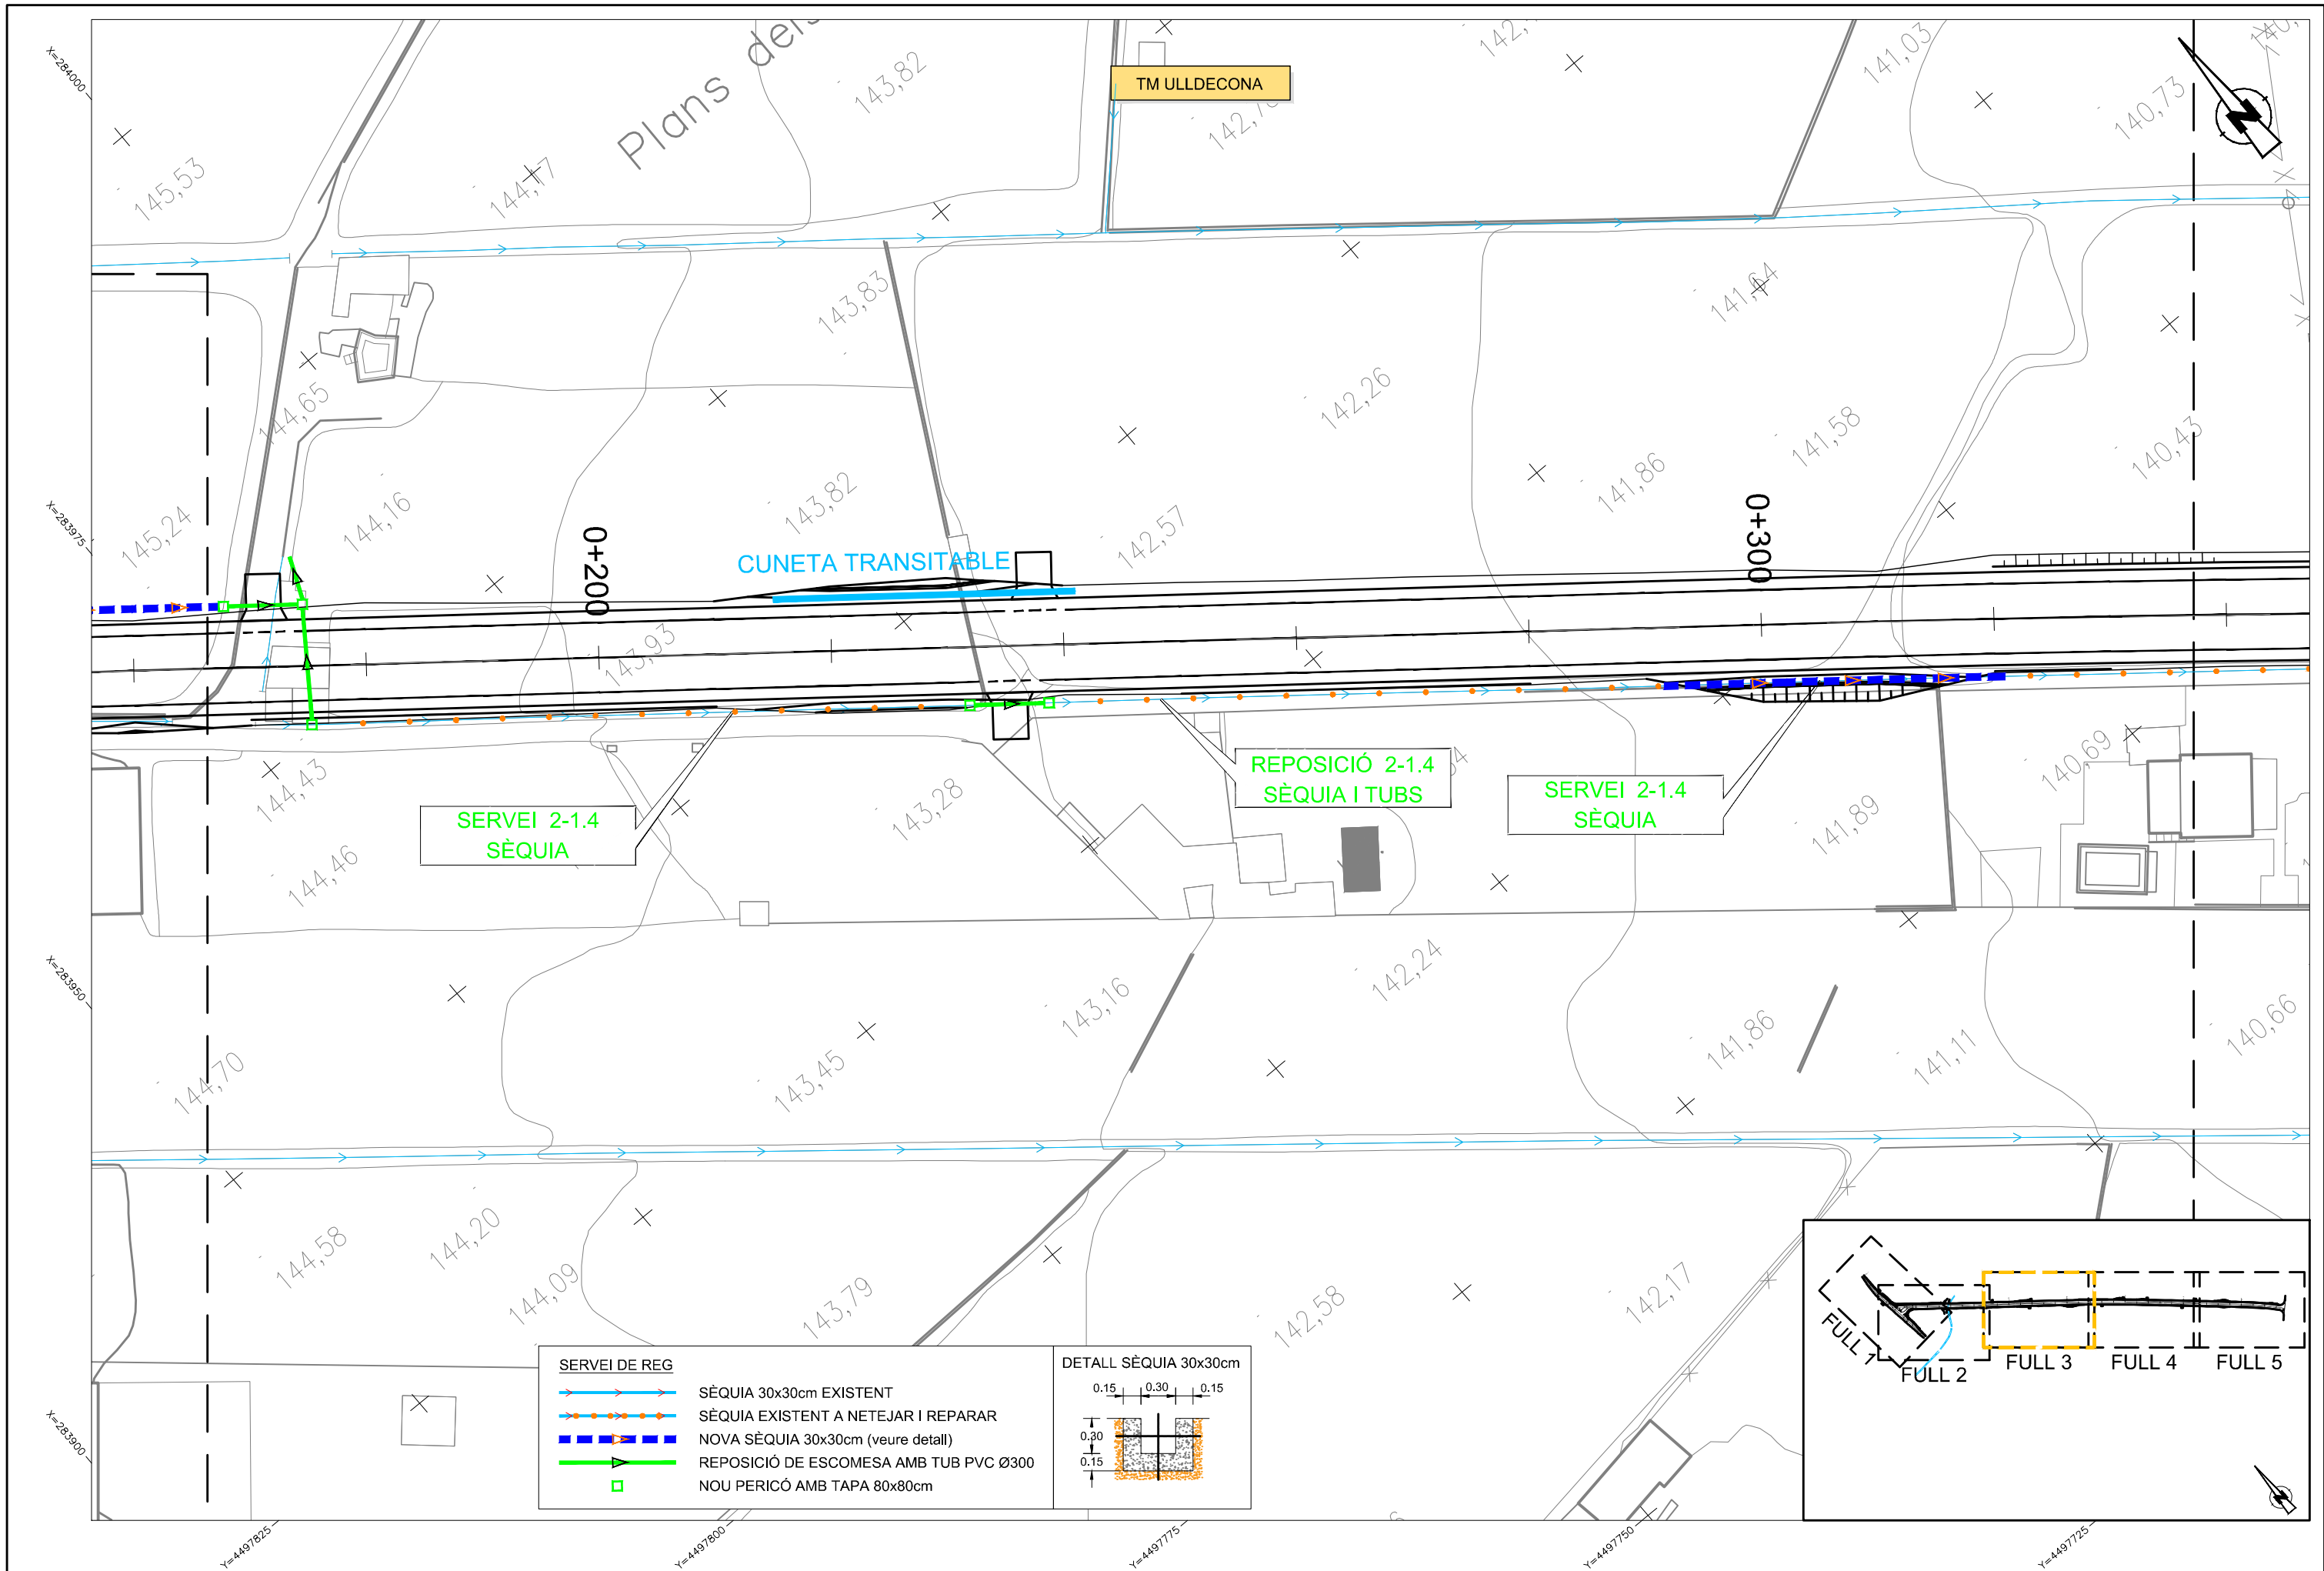 X=284000
Plans dels
143,82
TM ULLDECONA
141,03
140,73
145,53
144,17
143,83
141,64
144,65
142,26
141,58
140,43
X=283975
145,24
144,16
143,82
142,57
141,86
0+200
0+300
CUNETA TRANSITABLE
143,93
REPOSICIÓ 2-1.4
SÈQUIA I TUBS
SERVEI 2-1.4
SÈQUIA
SERVEI 2-1.4
SÈQUIA
144,43
143,28
141,89
140,69
144,46
X=283950
143,16
142,24
141,86
141,11
140,66
144,70
143,45
144,58
144,20
144,09
143,79
142,58
142,17
X=283900
SERVEI DE REG
SÈQUIA 30x30cm EXISTENT
SÈQUIA EXISTENT A NETEJAR I REPARAR
NOVA SÈQUIA 30x30cm (veure detall)
REPOSICIÓ DE ESCOMESA AMB TUB PVC Ø300
NOU PERICÓ AMB TAPA 80x80cm
DETALL SÈQUIA 30x30cm
0.15 0.30 0.15
0.30
0.15
FULL 1
FULL 2
FULL 3
FULL 4
FULL 5
Y=4497825
Y=4497800
Y=4497775
Y=4497750
Y=4497725